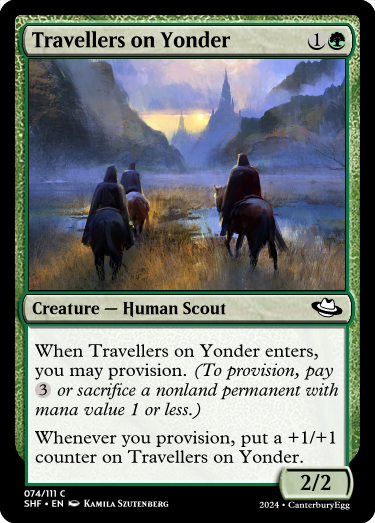 Travellers on Yonder 1
Creature — Human Scout
When Travellers on Yonder enters,
you may provision. (To provision, pay
3 or sacrifice a nonland permanent with
mana value 1 or less.)
Whenever you provision, put a +1/+1
counter on Travellers on Yonder.
2/2
074/111 C
SHF • EN Kamila Szutenberg
2024 • CanterburyEgg